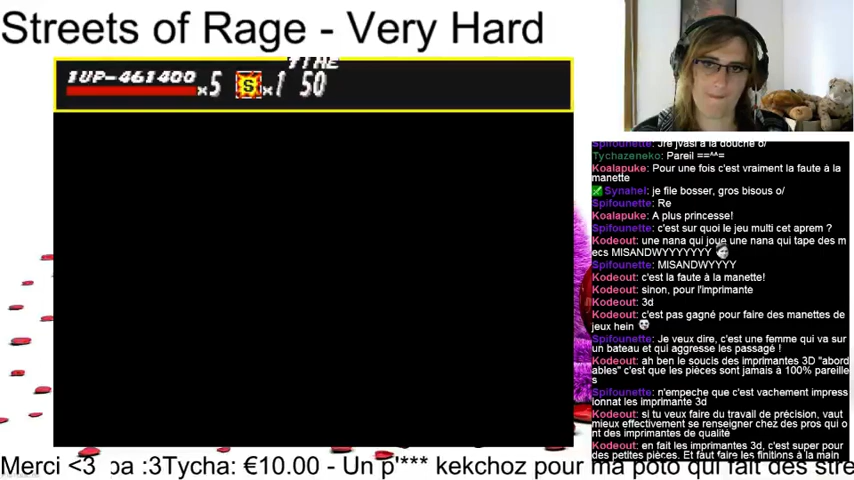 Streets of Rage - Very Hard
TIME
1UP-461400 ×5 S ×1 50
Spifounette: Jre jvasi a la douche o/
Tychazeneko: Pareil ==^^=
Koalapuke: Pour une fois c'est vraiment la faute à la
manette
Synahel: je file bosser, gros bisous o/
Spifounette: Re
Koalapuke: A plus princesse!
Spifounette: c'est sur quoi le jeu multi cet aprem ?
Kodeout: une nana qui joue une nana qui tape des m
ecs MISANDWYYYYYYY
Spifounette: MISANDWYYYY
Kodeout: c'est la faute à la manette!
Kodeout: sinon, pour l'imprimante
Kodeout: 3d
Kodeout: c'est pas gagné pour faire des manettes de
jeux hein
Spifounette: Je veux dire, c'est une femme qui va sur
un bateau et qui aggresse les passagé !
Kodeout: ah ben le soucis des imprimantes 3D "abord
ables" c'est que les pièces sont jamais à 100% pareille
s
Spifounette: n'empeche que c'est vachement impress
ionnat les imprimante 3d
Kodeout: si tu veux faire du travail de précision, vaut
mieux effectivement se renseigner chez des pros qui o
nt des imprimantes de qualité
Kodeout: en fait les imprimantes 3d, c'est super pour
des petites pièces. Et faut faire les finitions à la main
Merci <3 pa :3Tycha: €10.00 - Un p'*** kekchoz pour ma poto qui fait des stre